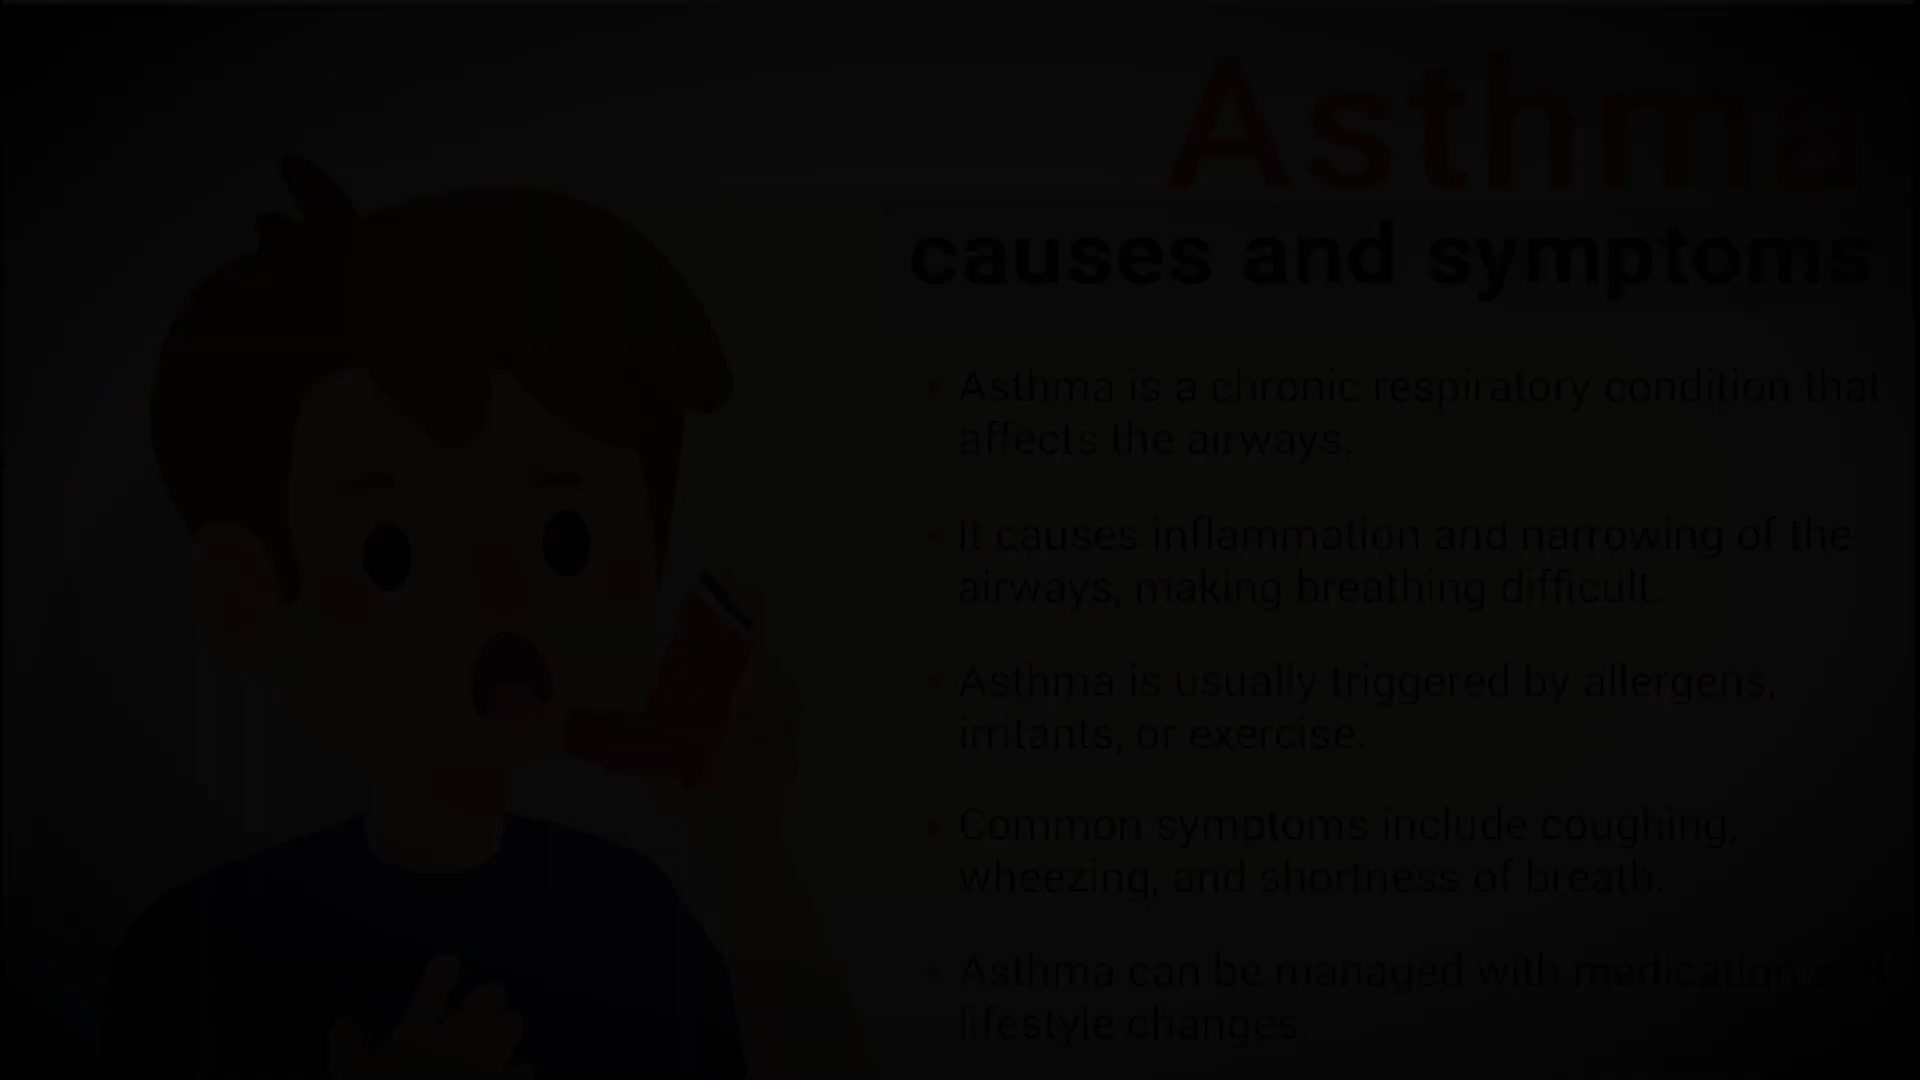 Asthma
causes and symptoms
Asthma is a chronic respiratory condition that
affects the airways.
It causes inflammation and narrowing of the
airways, making breathing difficult.
Asthma is usually triggered by allergens,
irritants, or exercise.
Common symptoms include coughing,
wheezing, and shortness of breath.
Asthma can be managed with medication and
lifestyle changes.